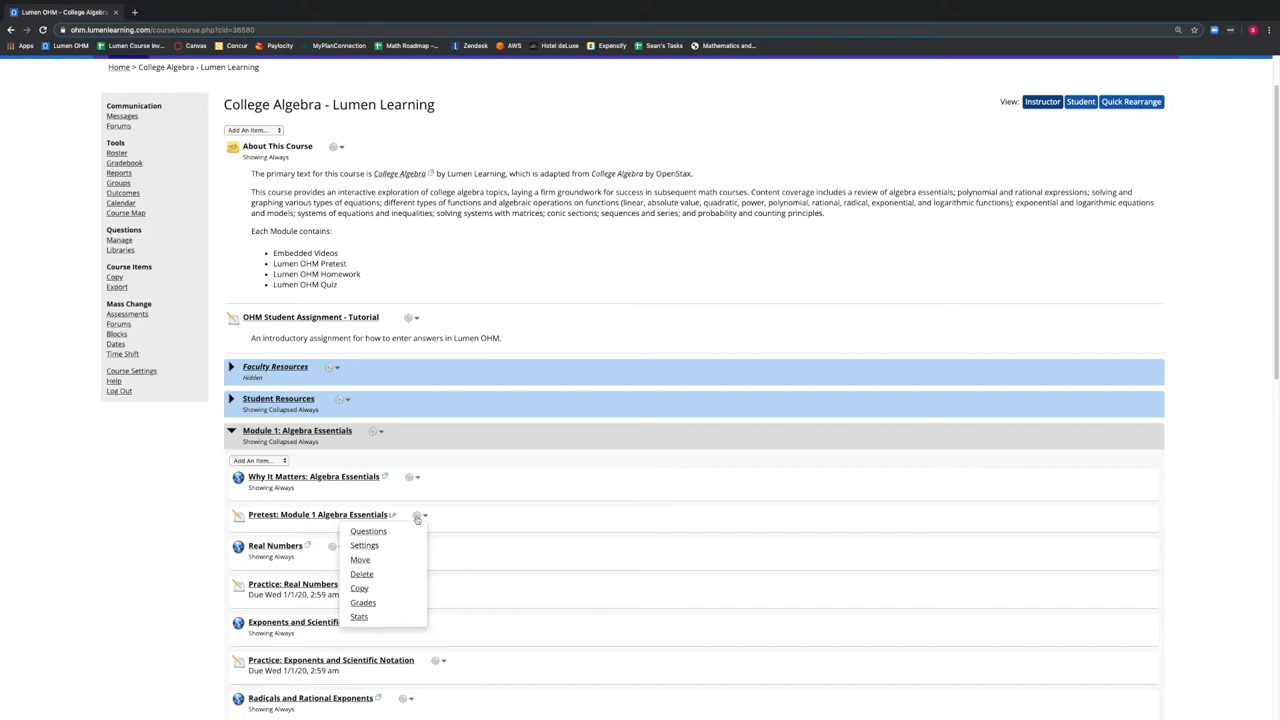 Lumen OHM - College Algebra
ohm.lumenlearning.com/course/course.php?cid=36580
Apps
Lumen OHM
Lumen Course Inv...
Canvas
Concur
Paylocity
MyPlanConnection
Math Roadmap -...
Zendesk
AWS
Hotel deLuxe
Expensify
Sean's Tasks
Mathematics and...
Home > College Algebra - Lumen Learning
Communication
Messages
Forums
Tools
Roster
Gradebook
Reports
Groups
Outcomes
Calendar
Course Map
Questions
Manage
Libraries
Course Items
Copy
Export
Mass Change
Assessments
Forums
Blocks
Dates
Time Shift
Course Settings
Help
Log Out
College Algebra - Lumen Learning
View: Instructor Student Quick Rearrange
Add An Item...
About This Course
Showing Always
The primary text for this course is College Algebra by Lumen Learning, which is adapted from College Algebra by OpenStax.
This course provides an interactive exploration of college algebra topics, laying a firm groundwork for success in subsequent math courses. Content coverage includes a review of algebra essentials; polynomial and rational expressions; solving and
graphing various types of equations; different types of functions and algebraic operations on functions (linear, absolute value, quadratic, power, polynomial, rational, radical, exponential, and logarithmic functions); exponential and logarithmic equations
and models; systems of equations and inequalities; solving systems with matrices; conic sections; sequences and series; and probability and counting principles.
Each Module contains:
• Embedded Videos
• Lumen OHM Pretest
• Lumen OHM Homework
• Lumen OHM Quiz
OHM Student Assignment - Tutorial
An introductory assignment for how to enter answers in Lumen OHM.
Faculty Resources
Hidden
Student Resources
Showing Collapsed Always
Module 1: Algebra Essentials
Showing Collapsed Always
Add An Item...
Why It Matters: Algebra Essentials
Showing Always
Pretest: Module 1 Algebra Essentials LP
Questions
Settings
Move
Delete
Copy
Grades
Stats
Real Numbers
Showing Always
Practice: Real Numbers
Due Wed 1/1/20, 2:59 am
Exponents and Scientifi
Showing Always
Practice: Exponents and Scientific Notation
Due Wed 1/1/20, 2:59 am
Radicals and Rational Exponents
Showing Always